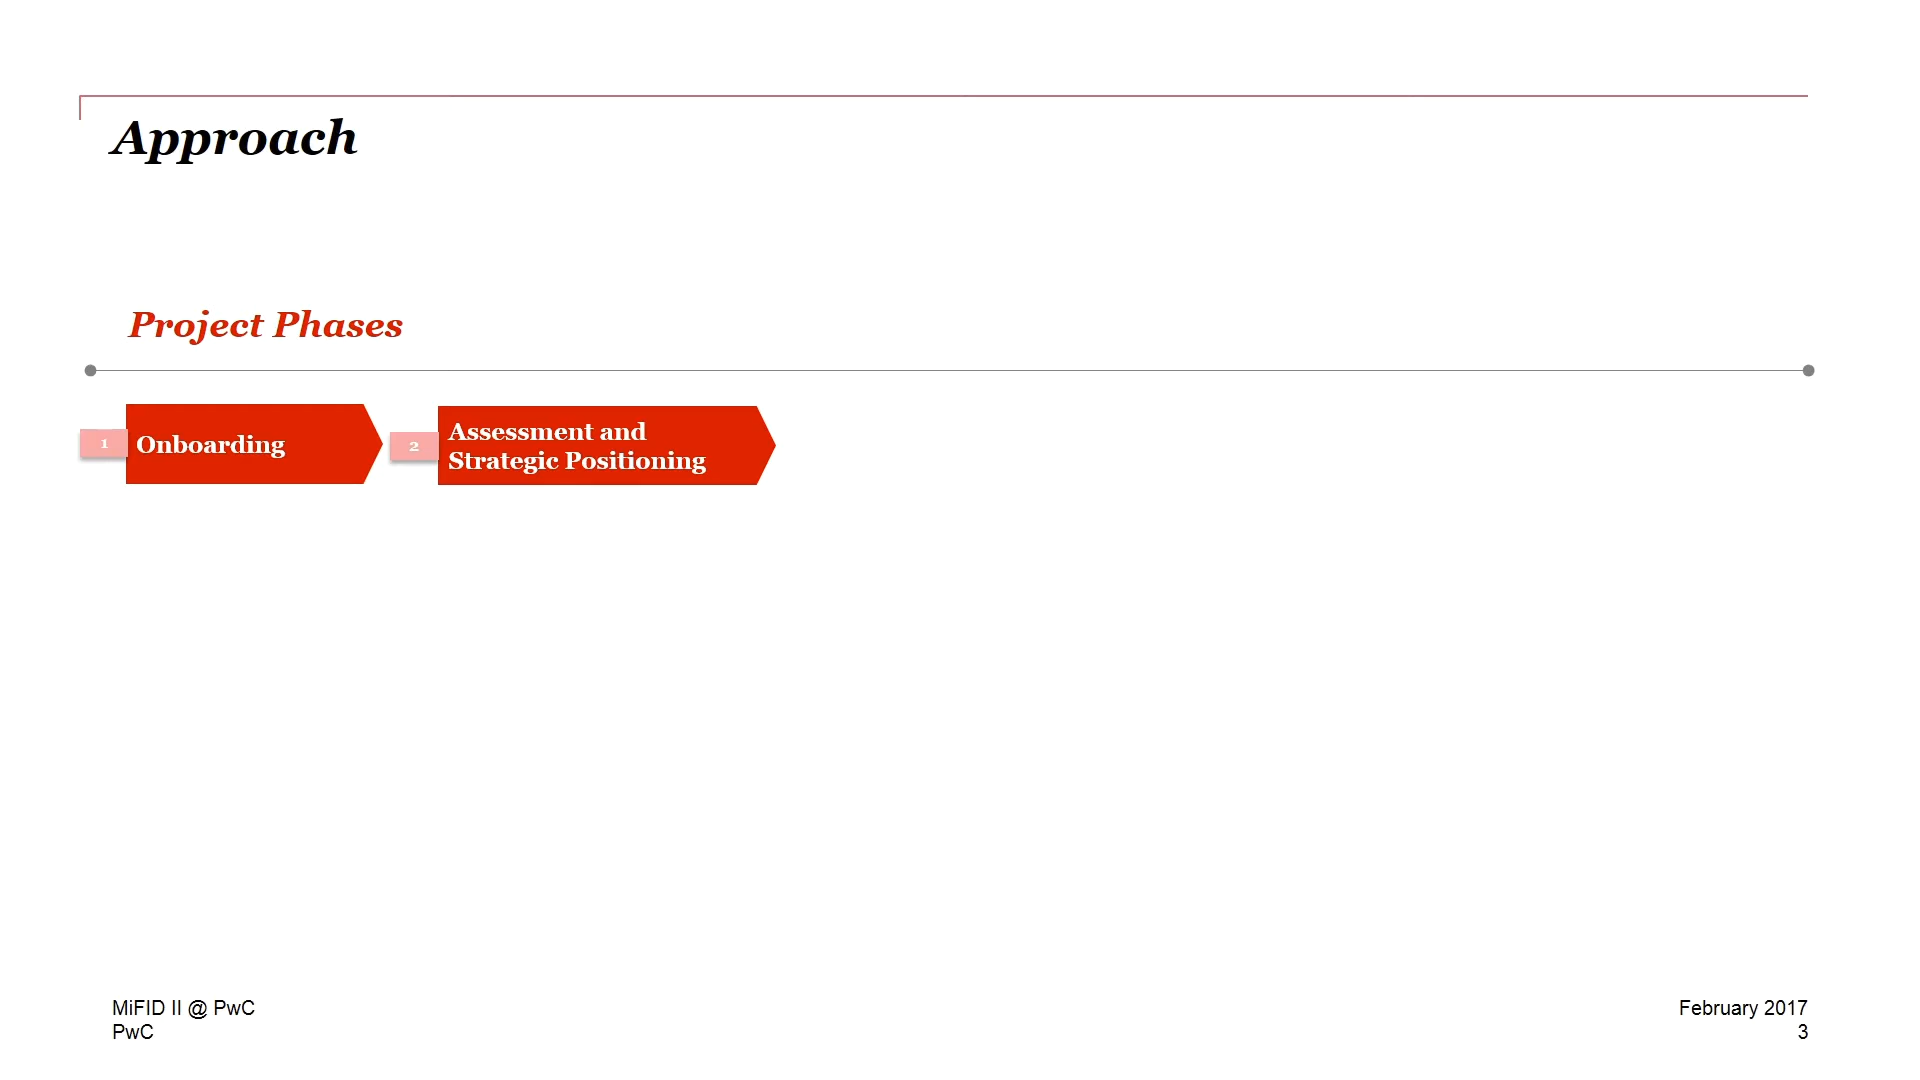 Approach
Project Phases
1
Onboarding
2
Assessment and
Strategic Positioning
MiFID II @ PwC
PwC
February 2017
3